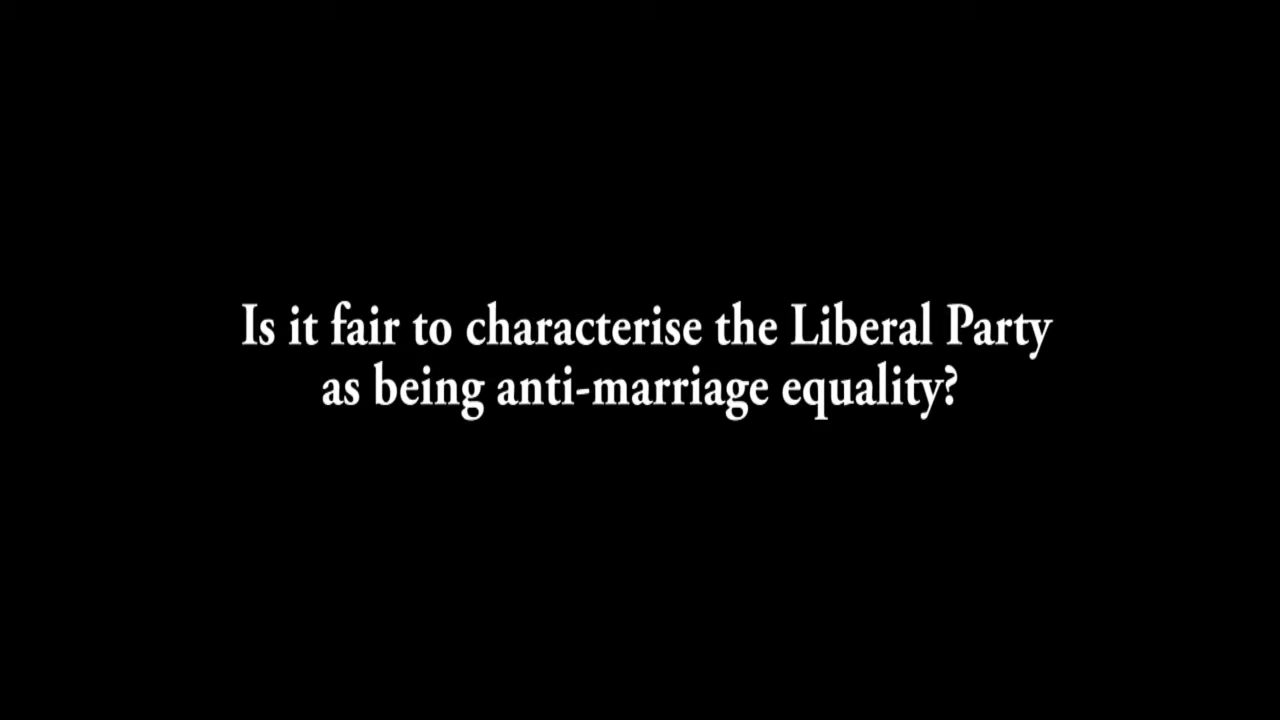 Is it fair to characterise the Liberal Party
as being anti-marriage equality?